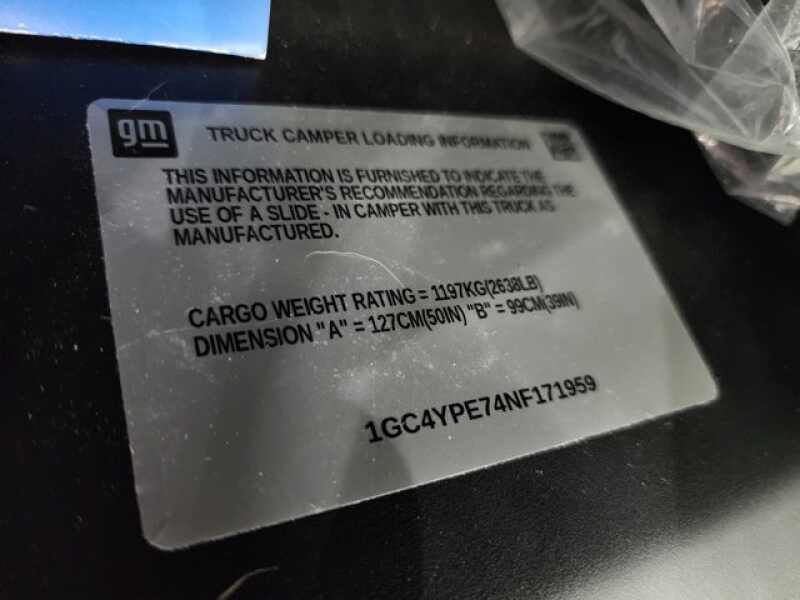 gm
TRUCK CAMPER LOADING INFORMATION
THIS INFORMATION IS FURNISHED TO INDICATE THE
MANUFACTURER'S RECOMMENDATION REGARDING THE
USE OF A SLIDE - IN CAMPER WITH THIS TRUCK AS
MANUFACTURED.
CARGO WEIGHT RATING = 1197KG(2638LB)
DIMENSION "A" = 127CM(50IN) "B" = 99CM(39IN)
1GC4YPE74NF171959